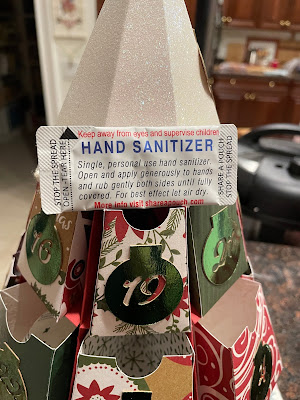 Keep away from eyes and supervise children
HAND SANITIZER
STOP THE SPREAD
OPEN -TEAR HERE
Single, personal use hand sanitizer.
Open and apply generously to hands
and rub gently both sides until fully
covered. For best effect let air dry.
More info visit shareapouch.com
SHARE A POUCH
STOP THE SPREAD
16
19